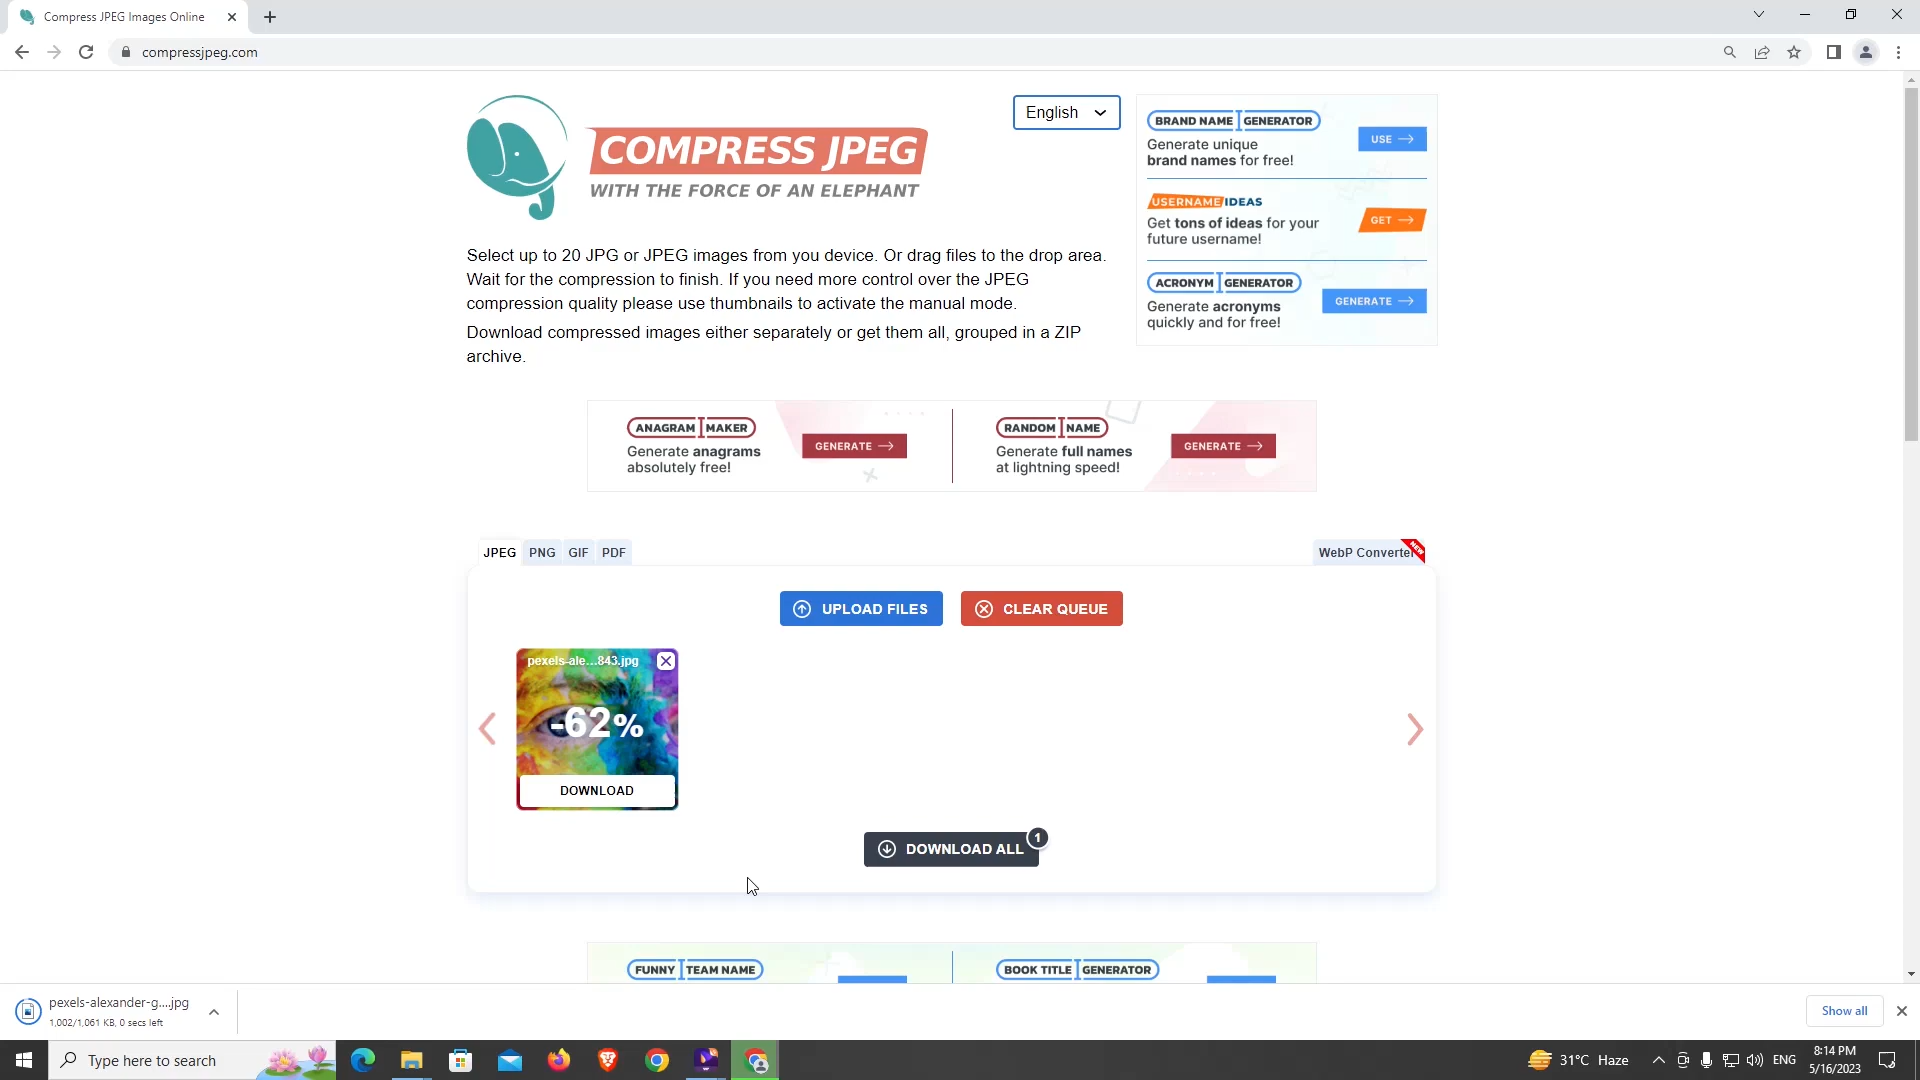 Compress JPEG Images Online
compressjpeg.com
English
COMPRESS JPEG
WITH THE FORCE OF AN ELEPHANT
BRAND NAME GENERATOR
Generate unique
brand names for free!
USE →
USERNAME IDEAS
Get tons of ideas for your
future username!
GET →
ACRONYM GENERATOR
Generate acronyms
quickly and for free!
GENERATE →
Select up to 20 JPG or JPEG images from you device. Or drag files to the drop area.
Wait for the compression to finish. If you need more control over the JPEG
compression quality please use thumbnails to activate the manual mode.
Download compressed images either separately or get them all, grouped in a ZIP
archive.
ANAGRAM MAKER
Generate anagrams
absolutely free!
GENERATE →
RANDOM NAME
Generate full names
at lightning speed!
GENERATE →
JPEG PNG GIF PDF
WebP Converter
NEW
UPLOAD FILES
CLEAR QUEUE
pexels-ale...843.jpg
-62%
DOWNLOAD
DOWNLOAD ALL
1
FUNNY TEAM NAME
BOOK TITLE GENERATOR
pexels-alexander-g....jpg
1,002/1,061 KB, 0 secs left
Show all
Type here to search
31°C Haze
ENG
8:14 PM
5/16/2023